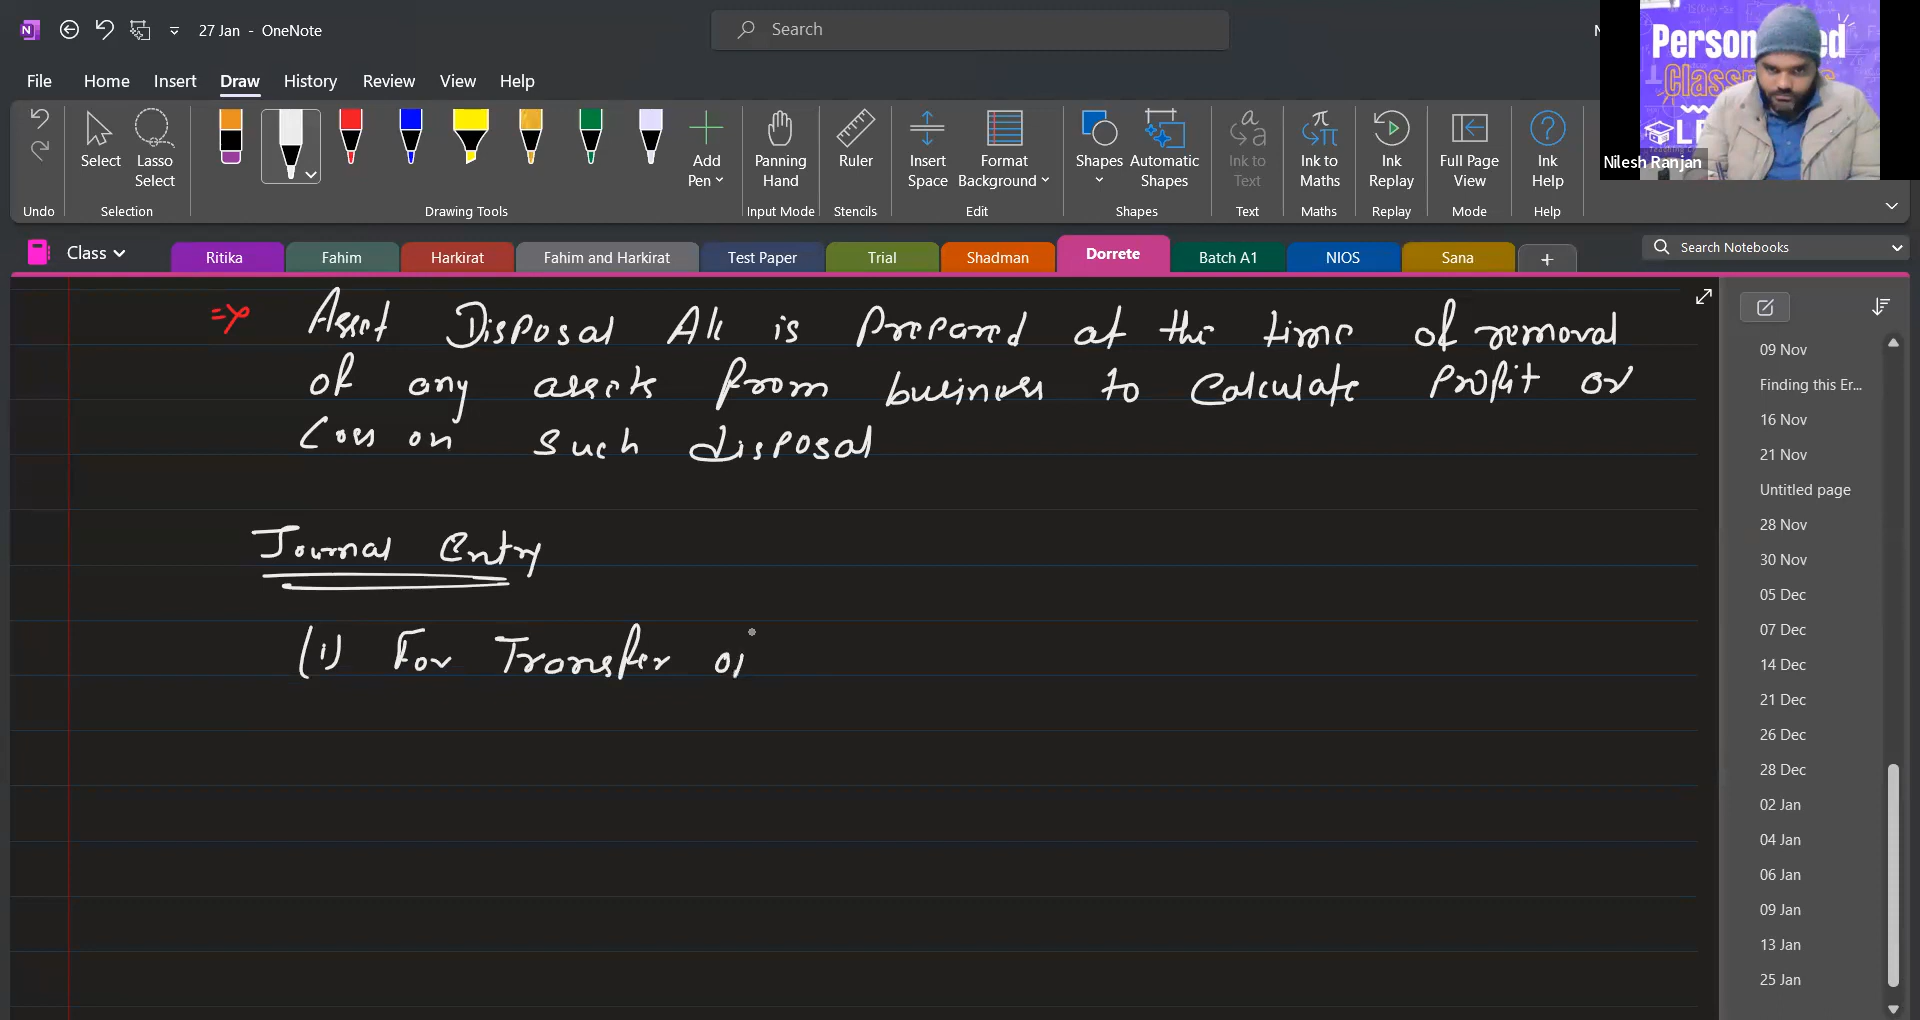 27 Jan - OneNote
Search
File Home Insert Draw History Review View Help
Select
Lasso Select
Add Pen
Panning Hand
Ruler
Insert Space
Format Background
Shapes
Automatic Shapes
Ink to Text
Ink to Maths
Ink Replay
Full Page View
Ink Help
Undo Selection Drawing Tools Input Mode Stencils Edit Shapes Text Maths Replay Mode Help
Nilesh Ranjan
Class Ritika Fahim Harkirat Fahim and Harkirat Test Paper Trial Shadman Dorrete Batch A1 NIOS Sana +
Search Notebooks
=> Asset Disposal A/c is Prepared at the time of removal
of any assets from business to Calculate Profit or
Loss on such disposal
Journal Entry
(i) For Transfer
09 Nov
Finding this Er...
16 Nov
21 Nov
Untitled page
28 Nov
30 Nov
05 Dec
07 Dec
14 Dec
21 Dec
26 Dec
28 Dec
02 Jan
04 Jan
06 Jan
09 Jan
13 Jan
25 Jan